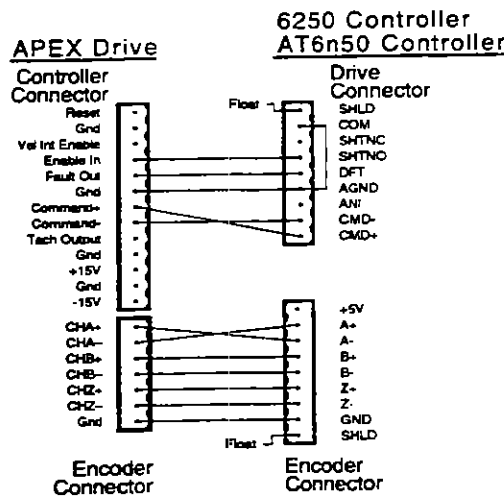 6250 Controller
AT6n50 Controller
APEX Drive
Controller
Connector
Reset
Gnd
Vel Int Enable
Enable In
Fault Out
Gnd
Command+
Command-
Tach Output
Gnd
+15V
Gnd
-15V
CHA+
CHA-
CHB+
CHB-
CHZ+
CHZ-
Gnd
Encoder
Connector
Drive
Connector
Float
SHLD
COM
SHTNC
SHTNO
DFT
AGND
ANI
CMD-
CMD+
+5V
A+
A-
B+
B-
Z+
Z-
GND
SHLD
Float
Encoder
Connector